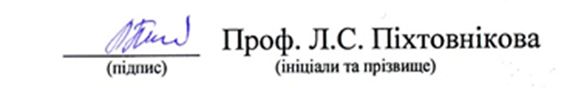 Проф. Л.С. Піхтовнікова
(підпис) (ініціали та прізвище)